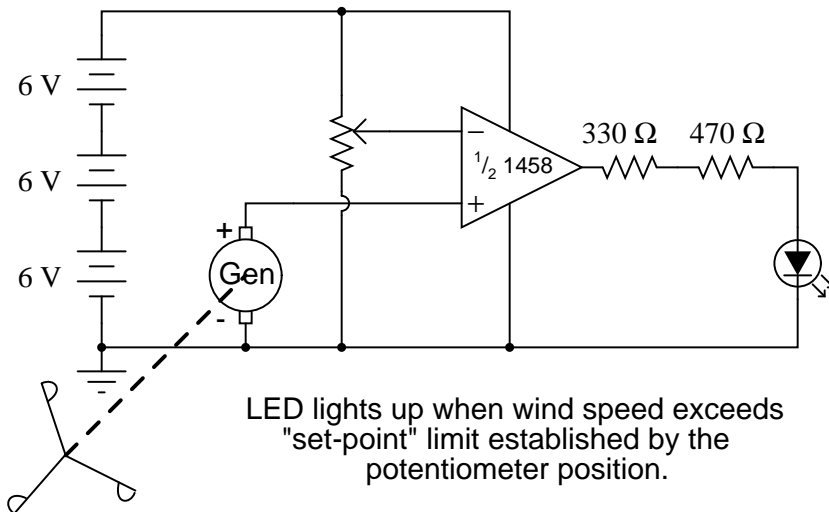 6 V
6 V
6 V
+
Gen
-
−
+
1/2 1458
330 Ω
470 Ω
LED lights up when wind speed exceeds
"set-point" limit established by the
potentiometer position.